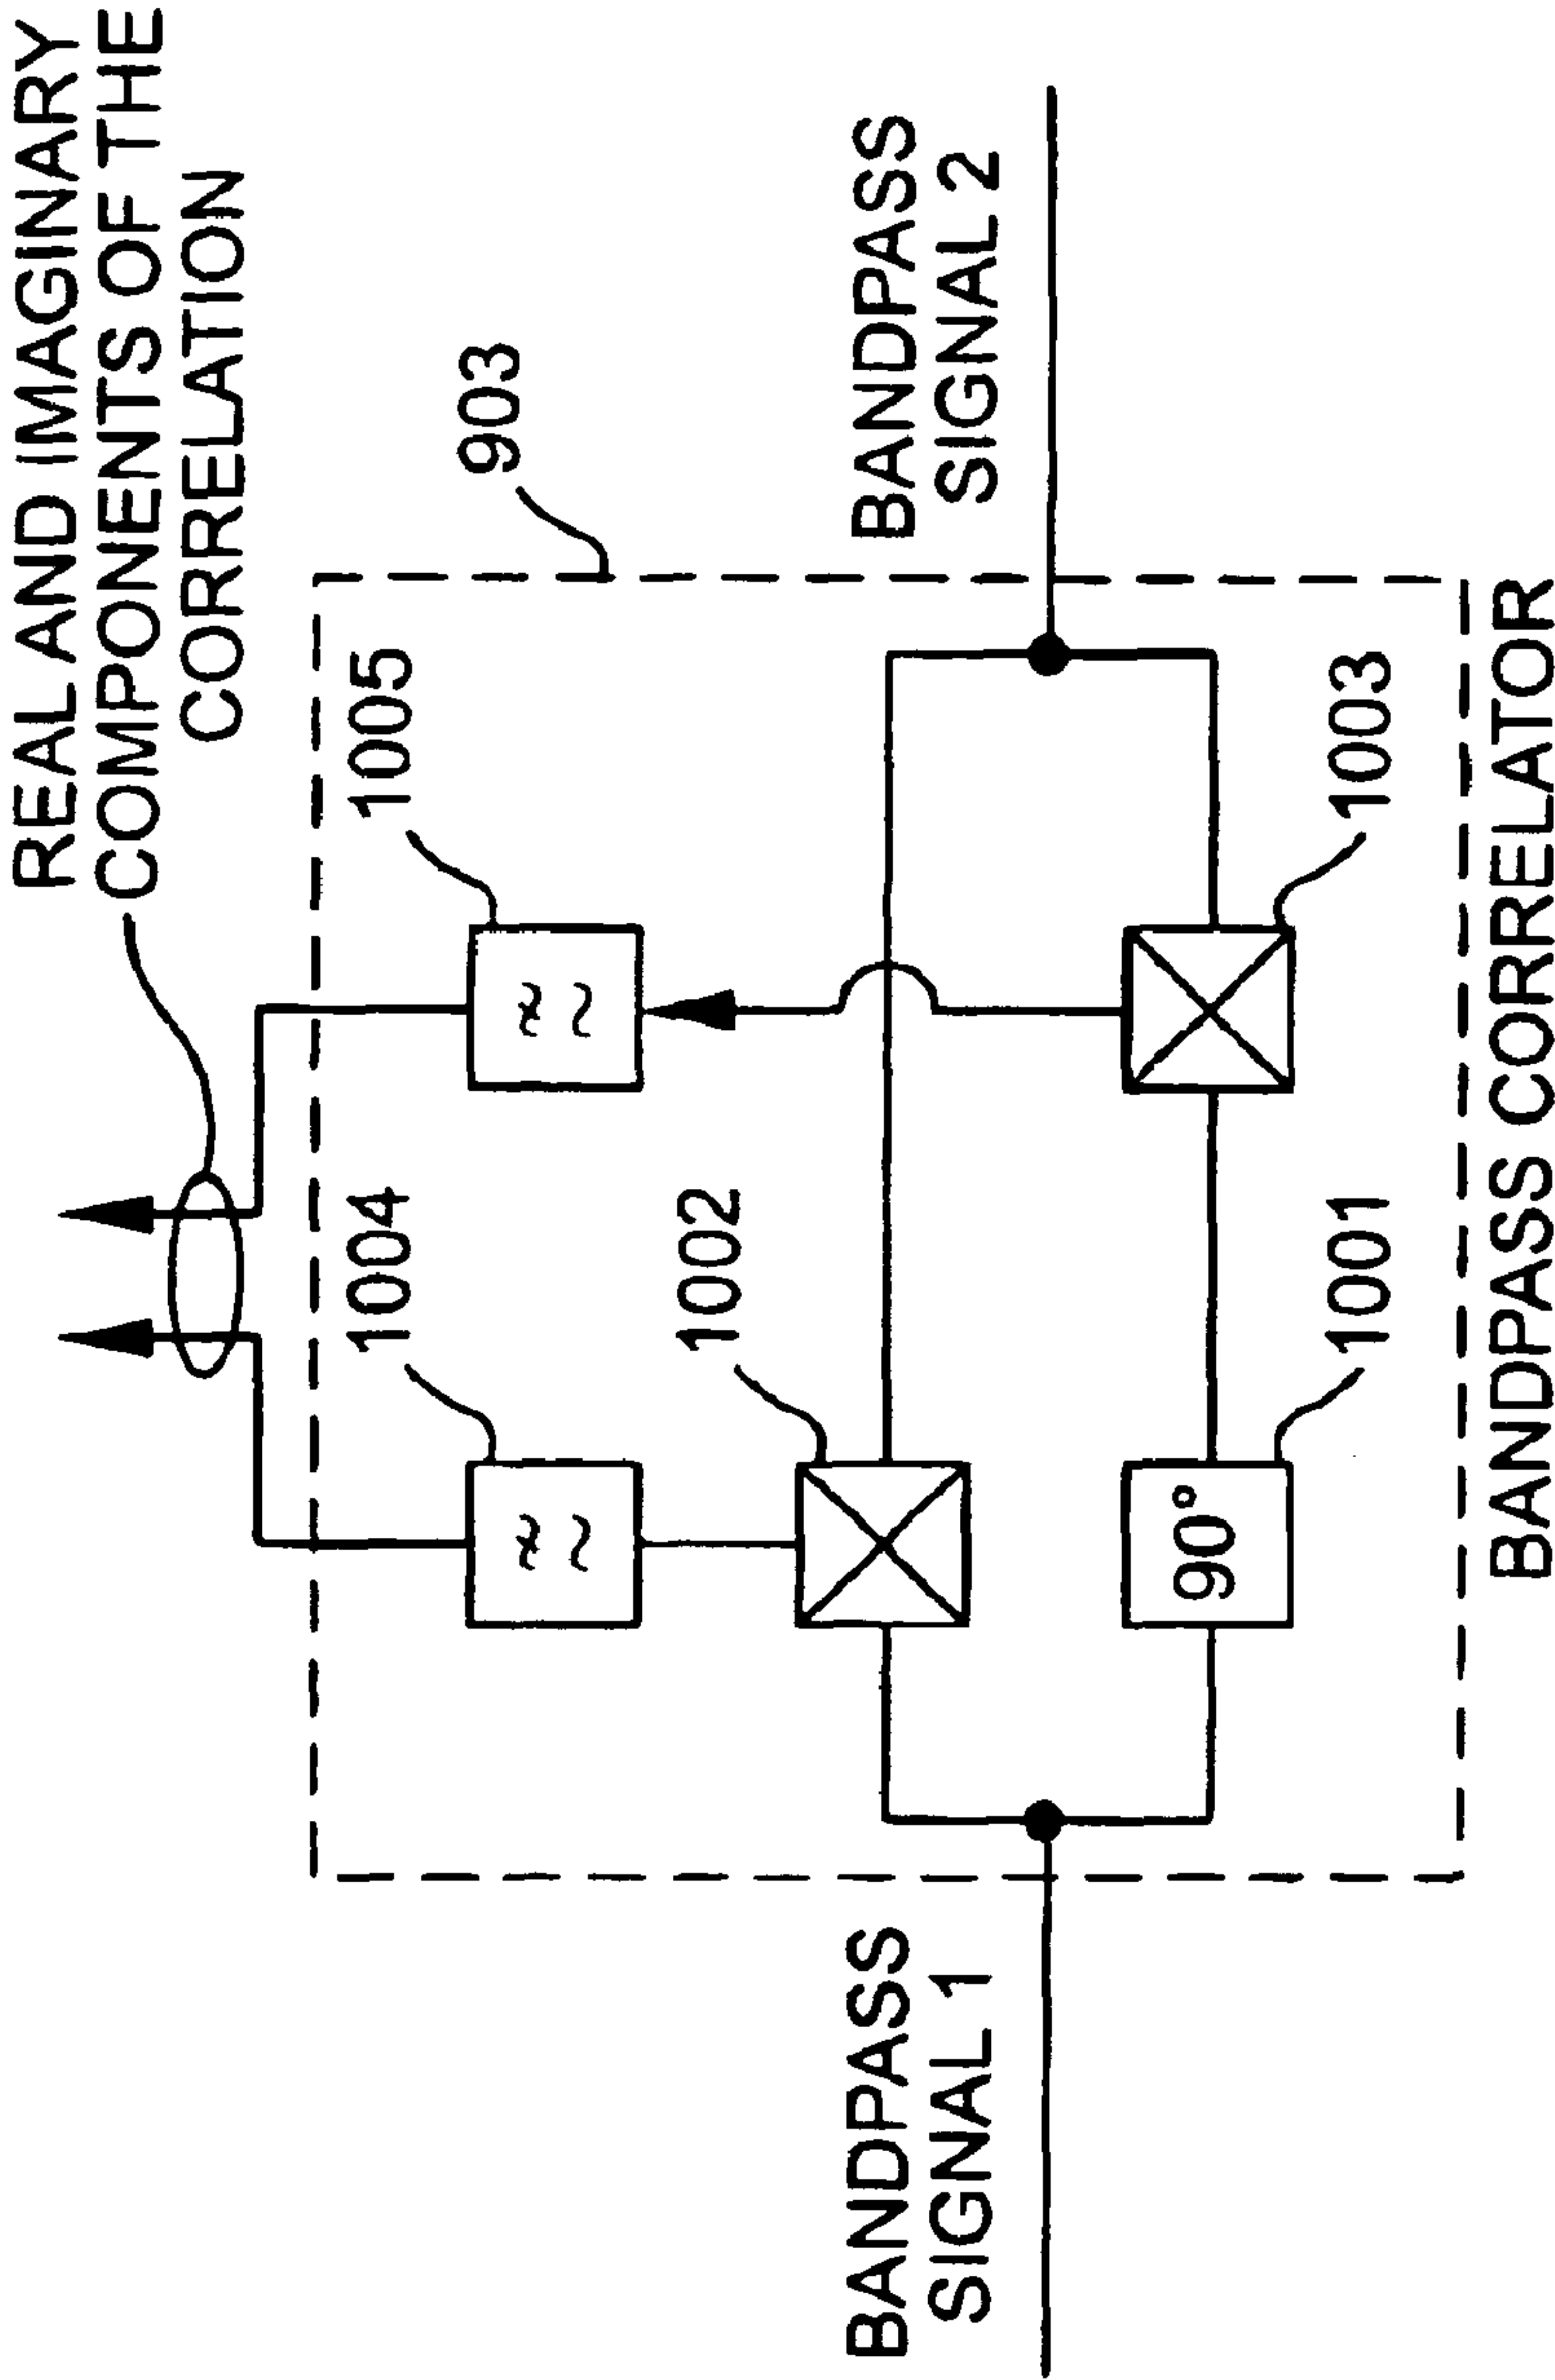 REAL AND IMAGINARY
COMPONENTS OF THE
CORRELATION
903
1004
1005
1002
BANDPASS
SIGNAL 1
BANDPASS
SIGNAL 2
90°
1001
1003
BANDPASS CORRELATOR